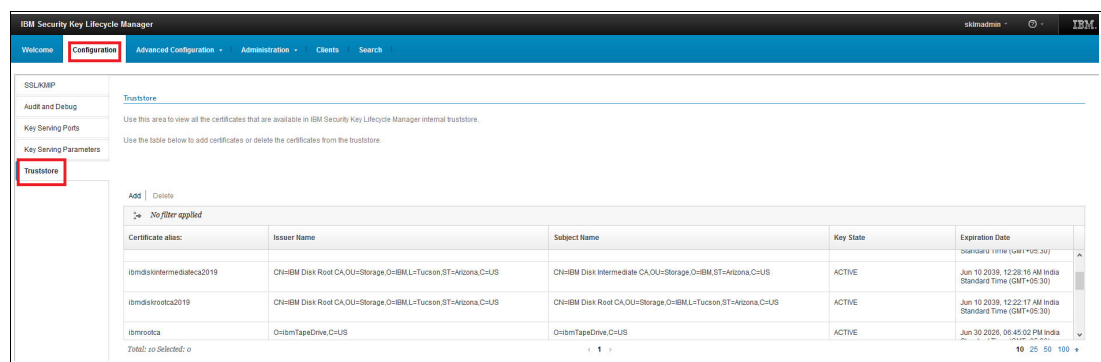 IBM Security Key Lifecycle Manager
sklmadmin
IBM.
Welcome Configuration Advanced Configuration Administration Clients Search
SSL/KMIP
Audit and Debug
Key Serving Ports
Key Serving Parameters
Truststore
Truststore
Use this area to view all the certificates that are available in IBM Security Key Lifecycle Manager internal truststore.
Use the table below to add certificates or delete the certificates from the truststore.
Add Delete
No filter applied
Certificate alias: Issuer Name Subject Name Key State Expiration Date
Standard Time (GMT+05:30)
ibmdiskintermediateca2019 CN=IBM Disk Root CA,OU=Storage,O=IBM,L=Tucson,ST=Arizona,C=US CN=IBM Disk Intermediate CA,OU=Storage,O=IBM,ST=Arizona,C=US ACTIVE Jun 10 2039, 12:28:16 AM India
Standard Time (GMT+05:30)
ibmdiskrootca2019 CN=IBM Disk Root CA,OU=Storage,O=IBM,L=Tucson,ST=Arizona,C=US CN=IBM Disk Root CA,OU=Storage,O=IBM,L=Tucson,ST=Arizona,C=US ACTIVE Jun 10 2039, 12:22:17 AM India
Standard Time (GMT+05:30)
ibmrootca O=ibmTapeDrive,C=US O=ibmTapeDrive,C=US ACTIVE Jun 30 2026, 06:45:02 PM India
Total: 10 Selected: 0 1 10 25 50 100